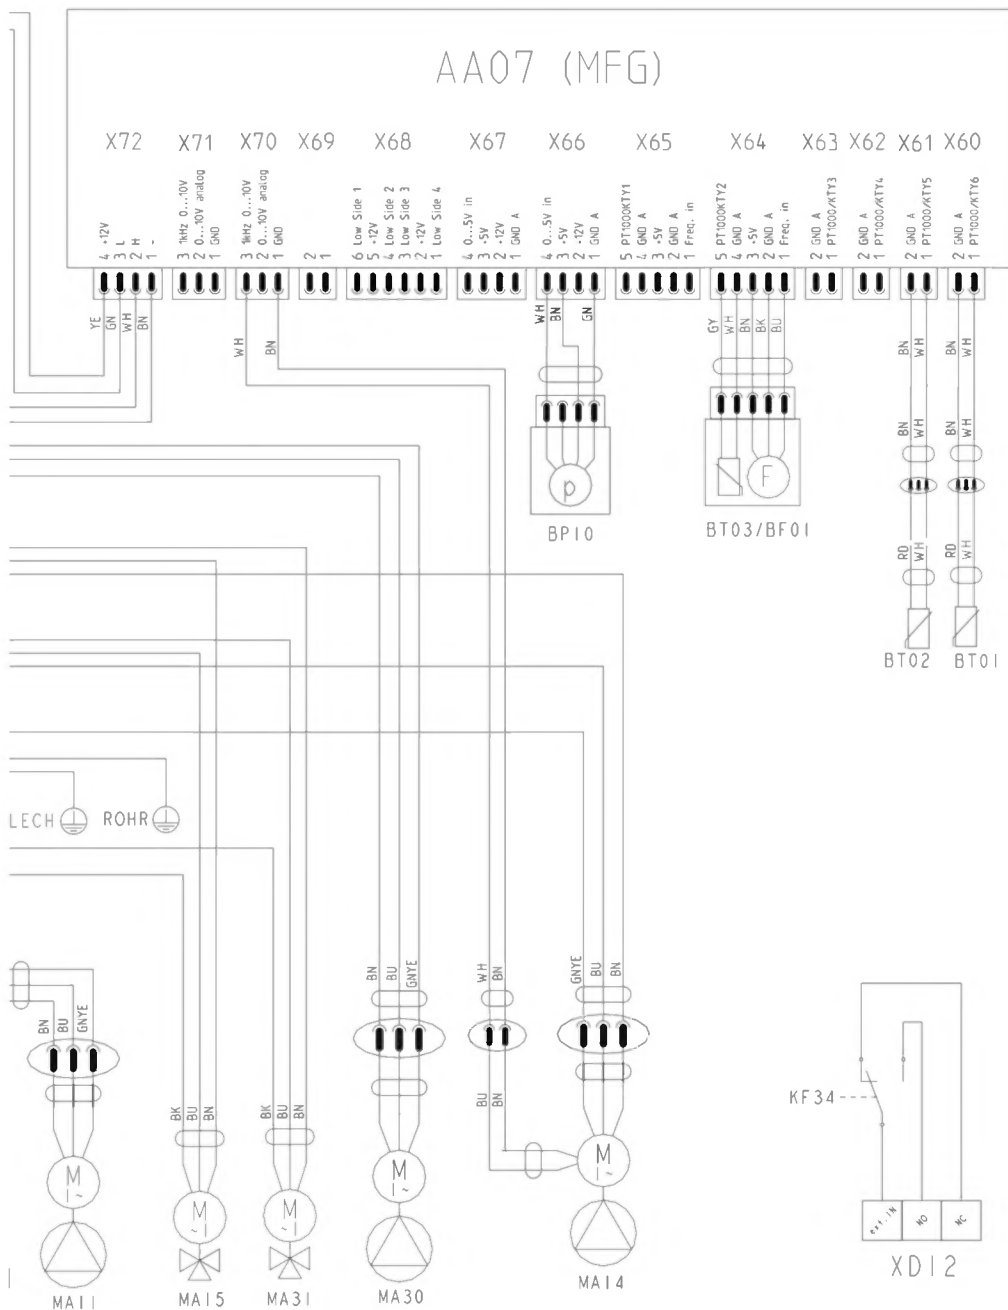 AA07 (MFG)
X72 X71 X70 X69 X68 X67 X66 X65 X64 X63 X62 X61 X60
4 +12V
3 L
2 H
1 -
3 1kHz 0...10V
2 0...10V analog
1 GND
3 1kHz 0...10V
2 0...10V analog
1 GND
2
1
6 Low Side 1
5 +12V
4 Low Side 2
3 Low Side 3
2 +12V
1 Low Side 4
4 0...5V in
3 +5V
2 +12V
1 GND A
4 0...5V in
3 +5V
2 +12V
1 GND A
5 PT1000KTY1
4 GND A
3 +5V
2 GND A
1 Freq. in
5 PT1000KTY2
4 GND A
3 +5V
2 GND A
1 Freq. in
2 GND A
1 PT1000/KTY3
2 GND A
1 PT1000/KTY4
2 GND A
1 PT1000/KTY5
2 GND A
1 PT1000/KTY6
YE GN WH BN
WH BN
WH BN GN
GY WH BN BK BU
BN WH BN WH
BN WH BN WH
p
F
BP10
BT03/BF01
RD WH RD WH
BT02 BT01
LECH ROHR
BN BU GNYE
WH BN
GNYE BU BN
BN BU GNYE
KF34
BU BN
BK BU BN
BK BU BN
M
1~
M
~1
M
~1
M
1~
M
1~
ext. IN NO NC
XD12
MA11 MA15 MA31 MA30 MA14